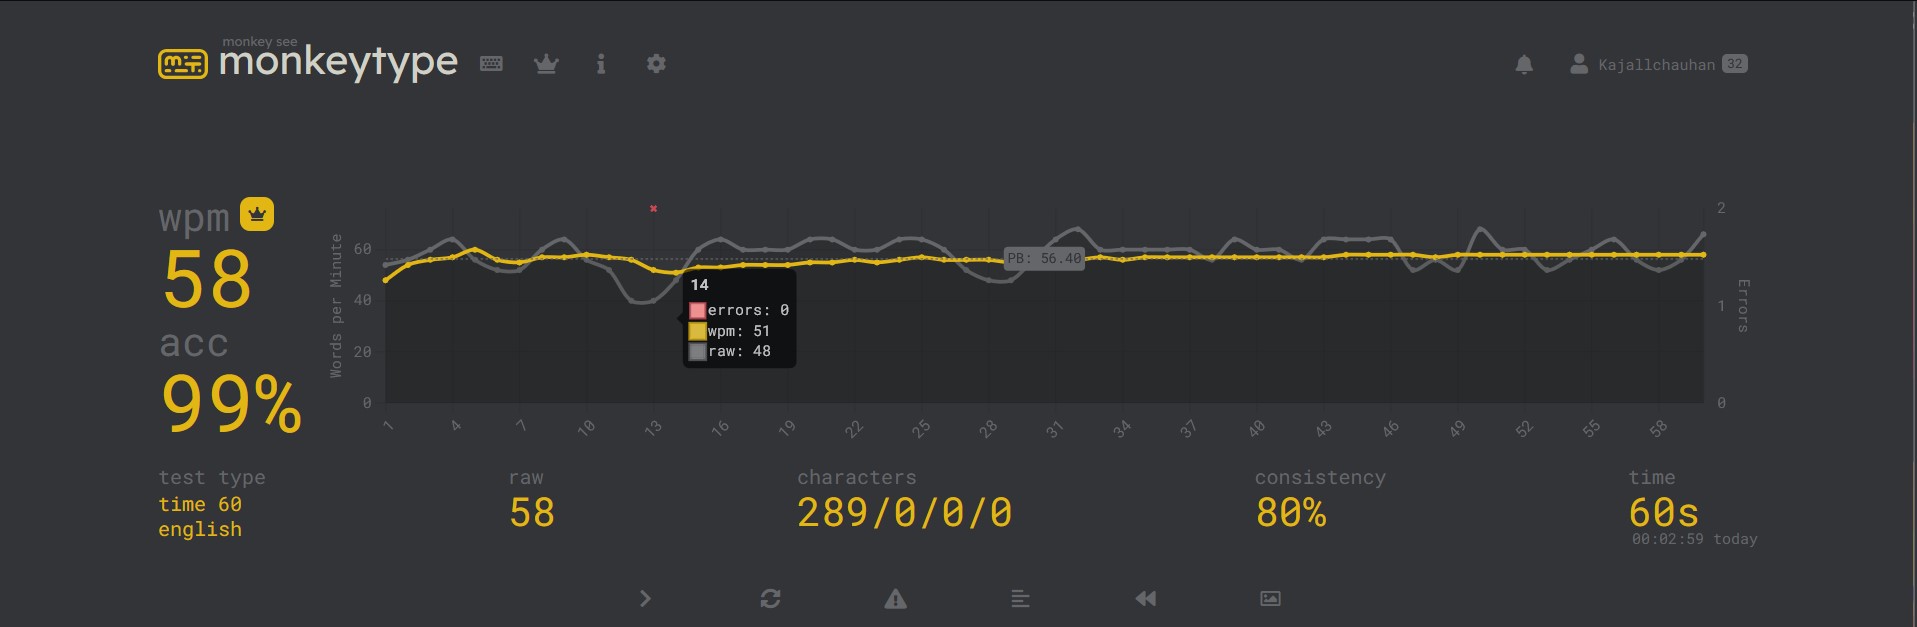 monkey see
monkeytype
Kajallchauhan 32
wpm
58
acc
99%
Words per Minute
60
40
20
0
PB: 56.40
14
errors: 0
wpm: 51
raw: 48
2
1
0
Errors
1 4 7 10 13 16 19 22 25 28 31 34 37 40 43 46 49 52 55 58
test type
time 60
english
raw
58
characters
289/0/0/0
consistency
80%
time
60s
00:02:59 today